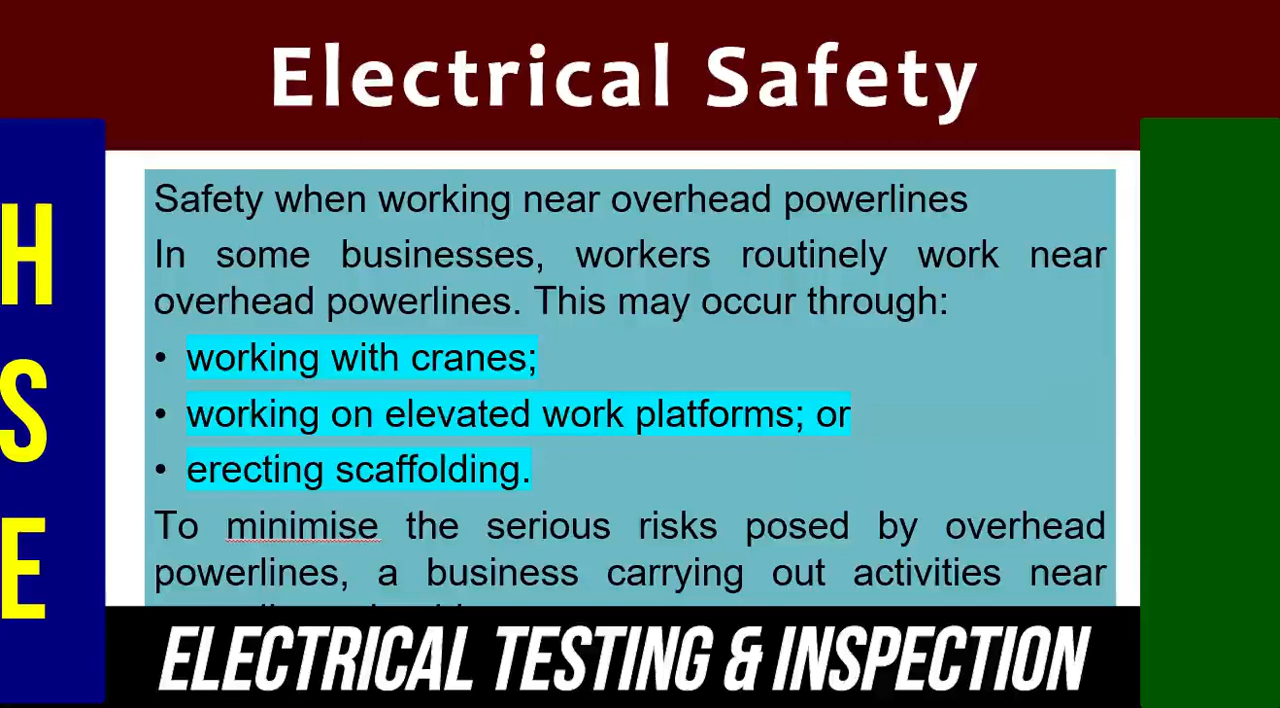 Electrical Safety
H
S
E
Safety when working near overhead powerlines
In some businesses, workers routinely work near
overhead powerlines. This may occur through:
• working with cranes;
• working on elevated work platforms; or
• erecting scaffolding.
To minimise the serious risks posed by overhead
powerlines, a business carrying out activities near
ELECTRICAL TESTING & INSPECTION